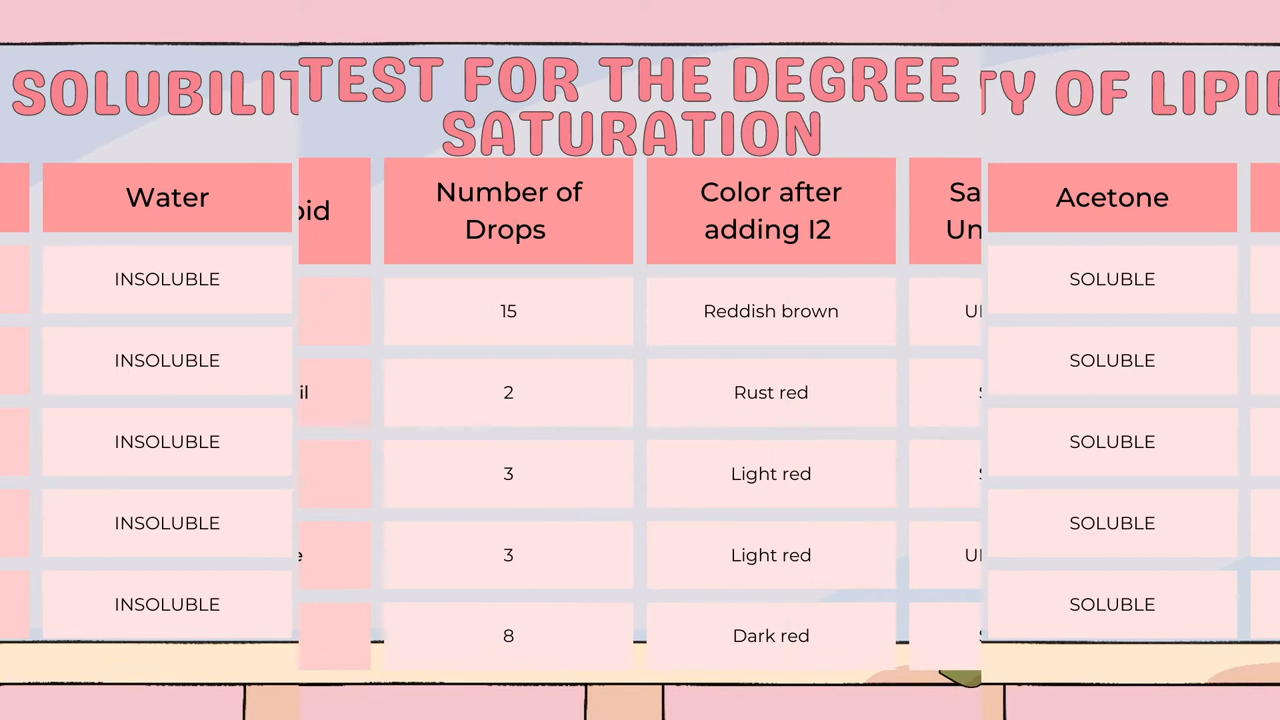 SOLUBILIT
TEST FOR THE DEGREE
SATURATION
TY OF LIPID
Water
oid
Number of
Drops
Color after
adding I2
Sa
Un
Acetone
INSOLUBLE
15
Reddish brown
UI
SOLUBLE
INSOLUBLE
il
2
Rust red
SOLUBLE
INSOLUBLE
3
Light red
SOLUBLE
INSOLUBLE
e
3
Light red
UI
SOLUBLE
INSOLUBLE
8
Dark red
SOLUBLE